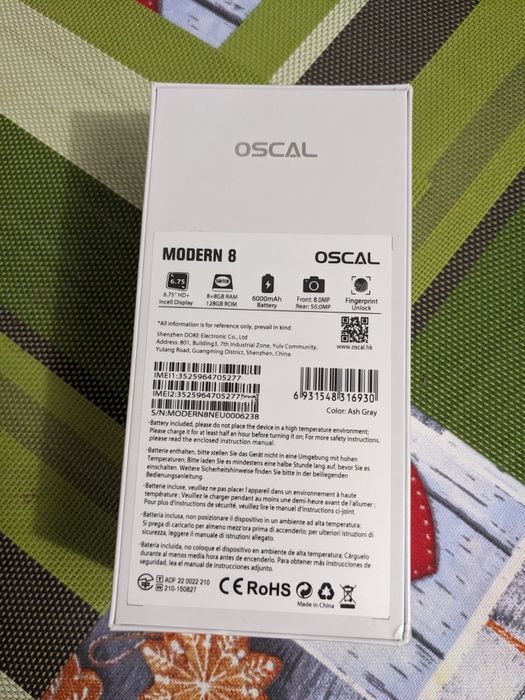 OSCAL
MODERN 8
OSCAL
6.75
6.75" HD+
Incell Display
8+8GB RAM
128GB ROM
6000mAh
Battery
Front: 8.0MP
Rear: 50.0MP
Fingerprint
Unlock
*All information is for reference only, prevail in kind
Shenzhen DOKE Electronic Co., Ltd
Address: 801, Building3, 7th Industrial Zone, Yulv Community,
Yutang Road, Guangming District, Shenzhen, China.
www.oscal.hk
IMEI1:3525964705277
IMEI2:3525964705277
S/N:MODERN8NEU0006238
6 931548 316930
Color: Ash Gray
-Battery included, please do not place the device in a high temperature environment;
Please charge it for at least half an hour before turning it on; For more safety instructions,
please read the enclosed instruction manual.
-Batterie enthalten, bitte stellen Sie das Gerät nicht in eine Umgebung mit hohen
Temperaturen; Bitte laden Sie es mindestens eine halbe Stunde lang auf, bevor Sie es
einschalten. Weitere Sicherheitshinweise finden Sie bitte in der beiliegenden
Bedienungsanleitung.
-Batterie incluse, veuillez ne pas placer l'appareil dans un environnement à haute
température ; Veuillez le charger pendant au moins une demi-heure avant de l'allumer ;
Pour plus d'instructions de sécurité, veuillez lire le manuel d'instructions ci-joint
-Batteria inclusa, non posizionare il dispositivo in un ambiente ad alta temperatura;
Si prega di caricarlo per almeno mezz'ora prima di accenderlo; per ulteriori istruzioni di
sicurezza, leggere il manuale di istruzioni allegato.
-Batería incluida, no coloque el dispositivo en un ambiente de alta temperatura; Cárguelo
durante al menos media hora antes de encenderlo. Para obtener más instrucciones de
seguridad, lea el manual de instrucciones adjunto.
T ADF 22 0022 210
R 210-150827
CE RoHS
Made in China